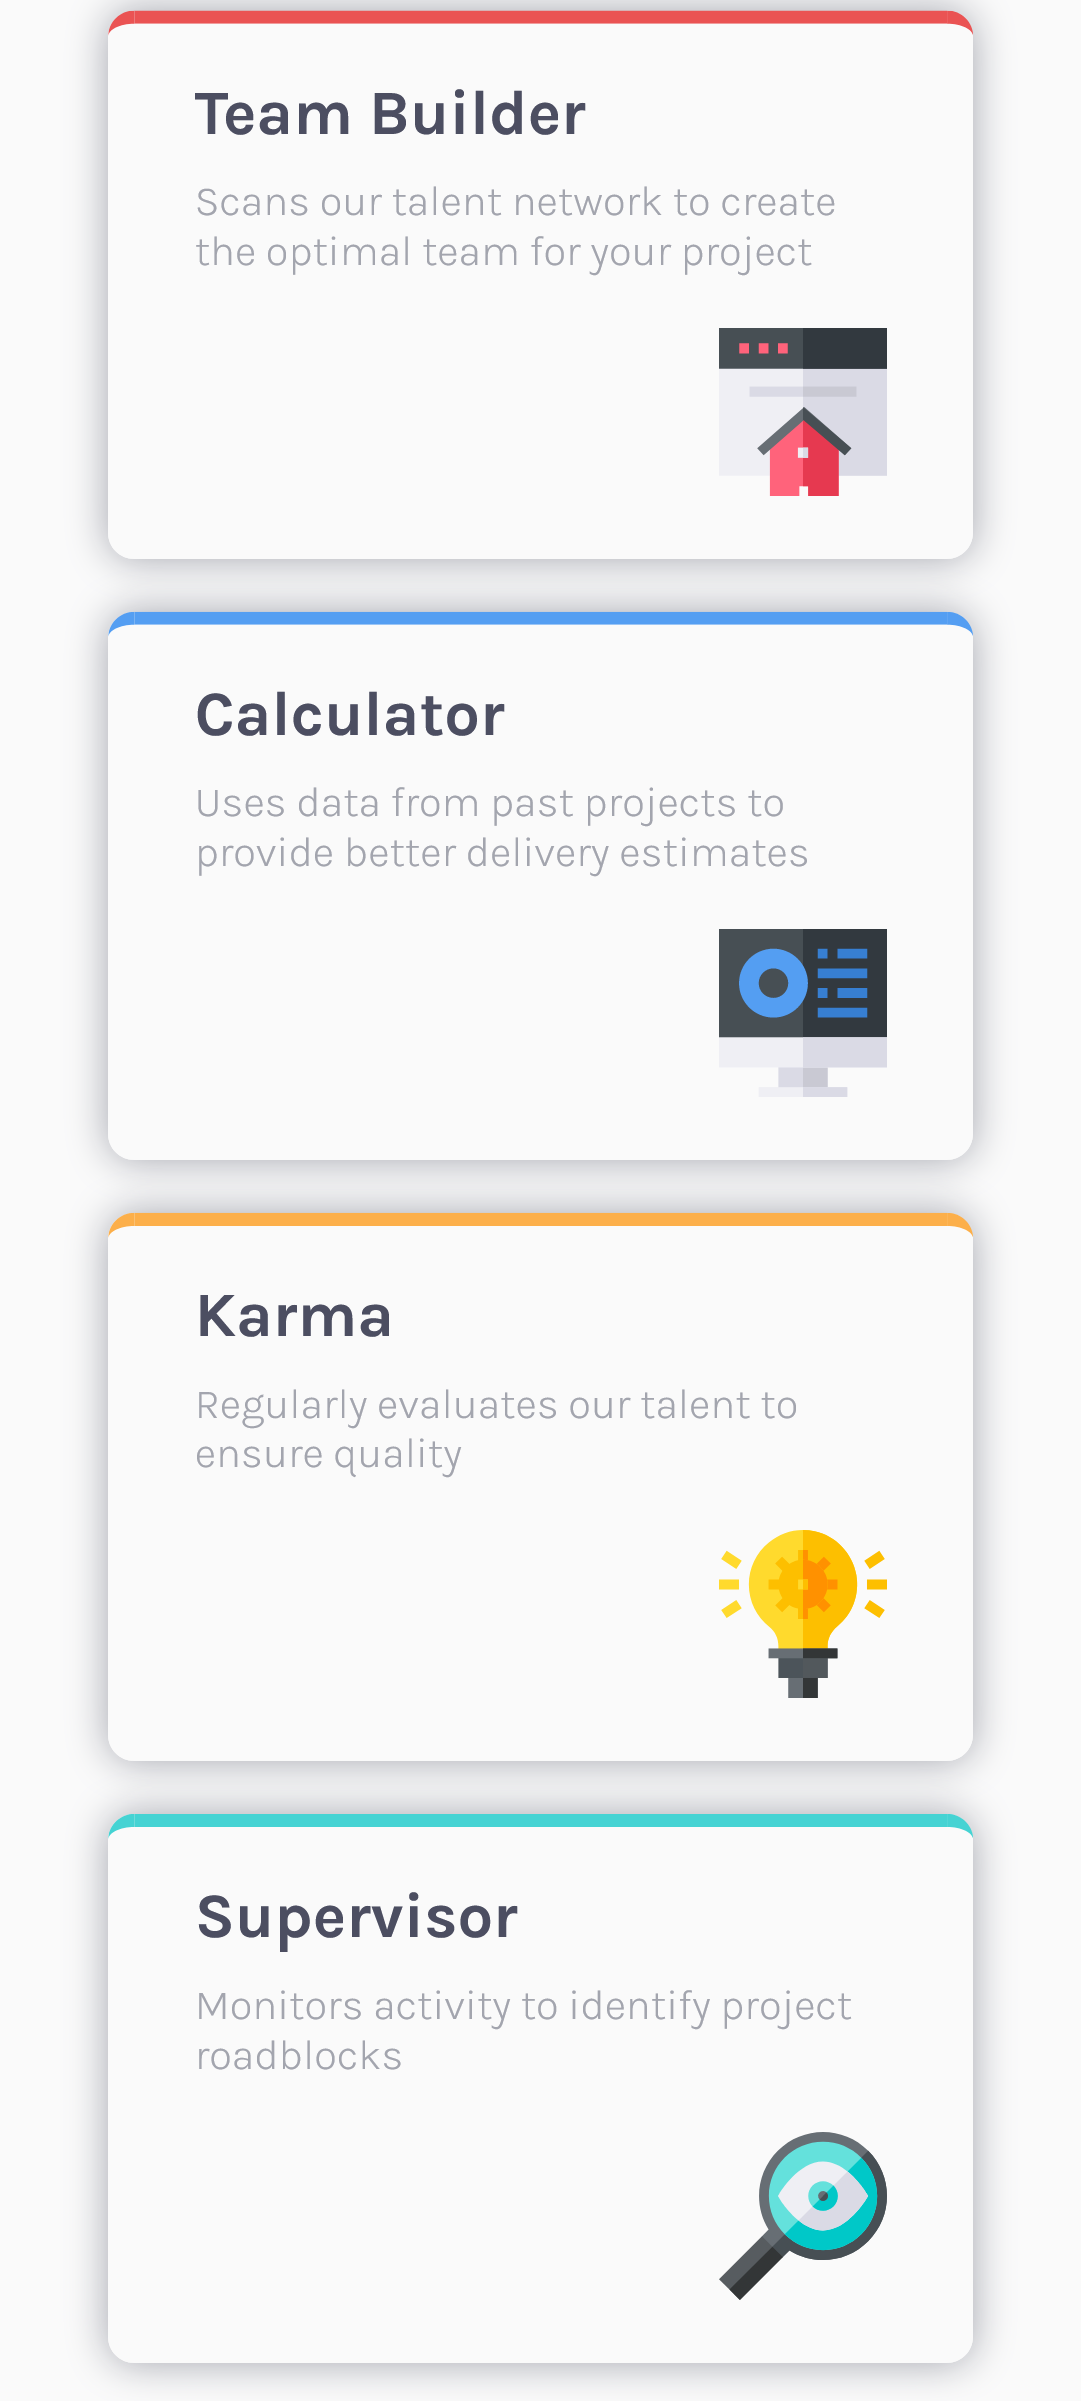 Team Builder
Scans our talent network to create
the optimal team for your project
Calculator
Uses data from past projects to
provide better delivery estimates
Karma
Regularly evaluates our talent to
ensure quality
Supervisor
Monitors activity to identify project
roadblocks